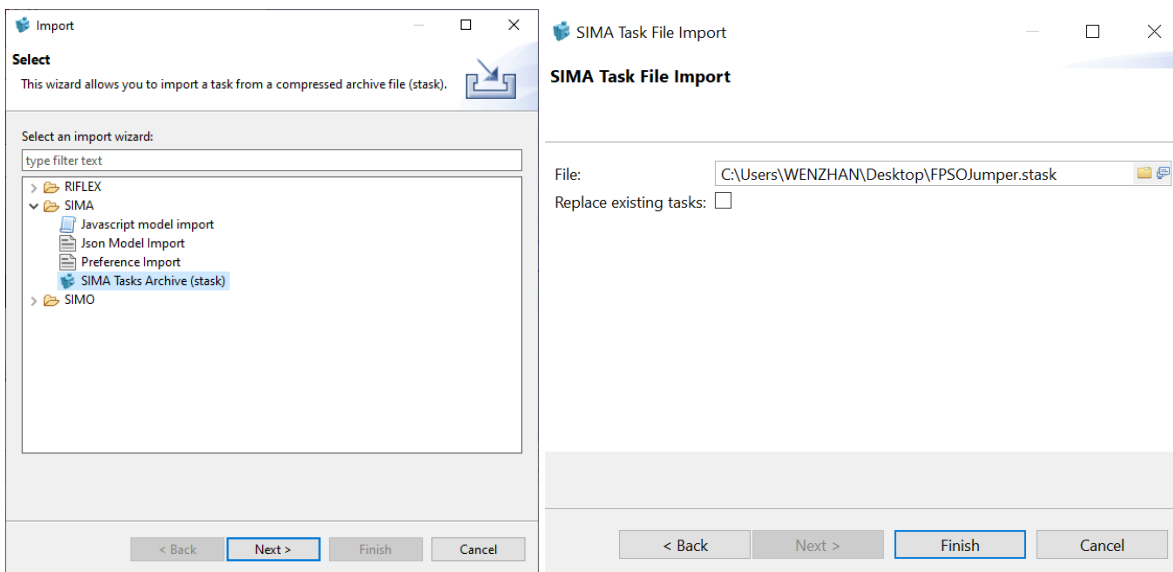 Import
Select
This wizard allows you to import a task from a compressed archive file (stask).
Select an import wizard:
type filter text
RIFLEX
SIMA
Javascript model import
Json Model Import
Preference Import
SIMA Tasks Archive (stask)
SIMO
< Back Next > Finish Cancel
SIMA Task File Import
SIMA Task File Import
File: C:\Users\WENZHAN\Desktop\FPSOJumper.stask
Replace existing tasks:
< Back Next > Finish Cancel